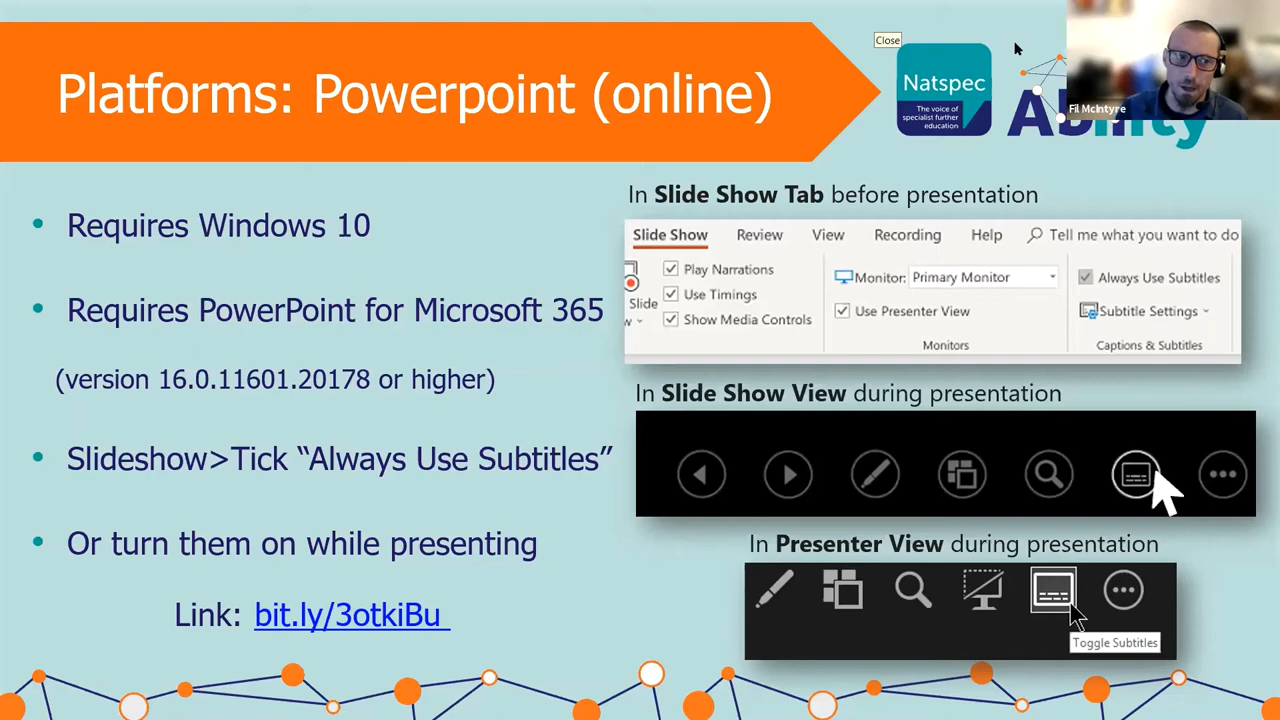 Platforms: Powerpoint (online)
Close
Natspec
The voice of
specialist further
education
Fil McIntyre
• Requires Windows 10
• Requires PowerPoint for Microsoft 365
(version 16.0.11601.20178 or higher)
• Slideshow>Tick “Always Use Subtitles”
• Or turn them on while presenting
Link: bit.ly/3otkiBu
In Slide Show Tab before presentation
Slide Show Review View Recording Help Tell me what you want to do
Play Narrations
Use Timings
Show Media Controls
Slide
Monitor: Primary Monitor
Use Presenter View
Monitors
Always Use Subtitles
Subtitle Settings
Captions & Subtitles
In Slide Show View during presentation
In Presenter View during presentation
Toggle Subtitles